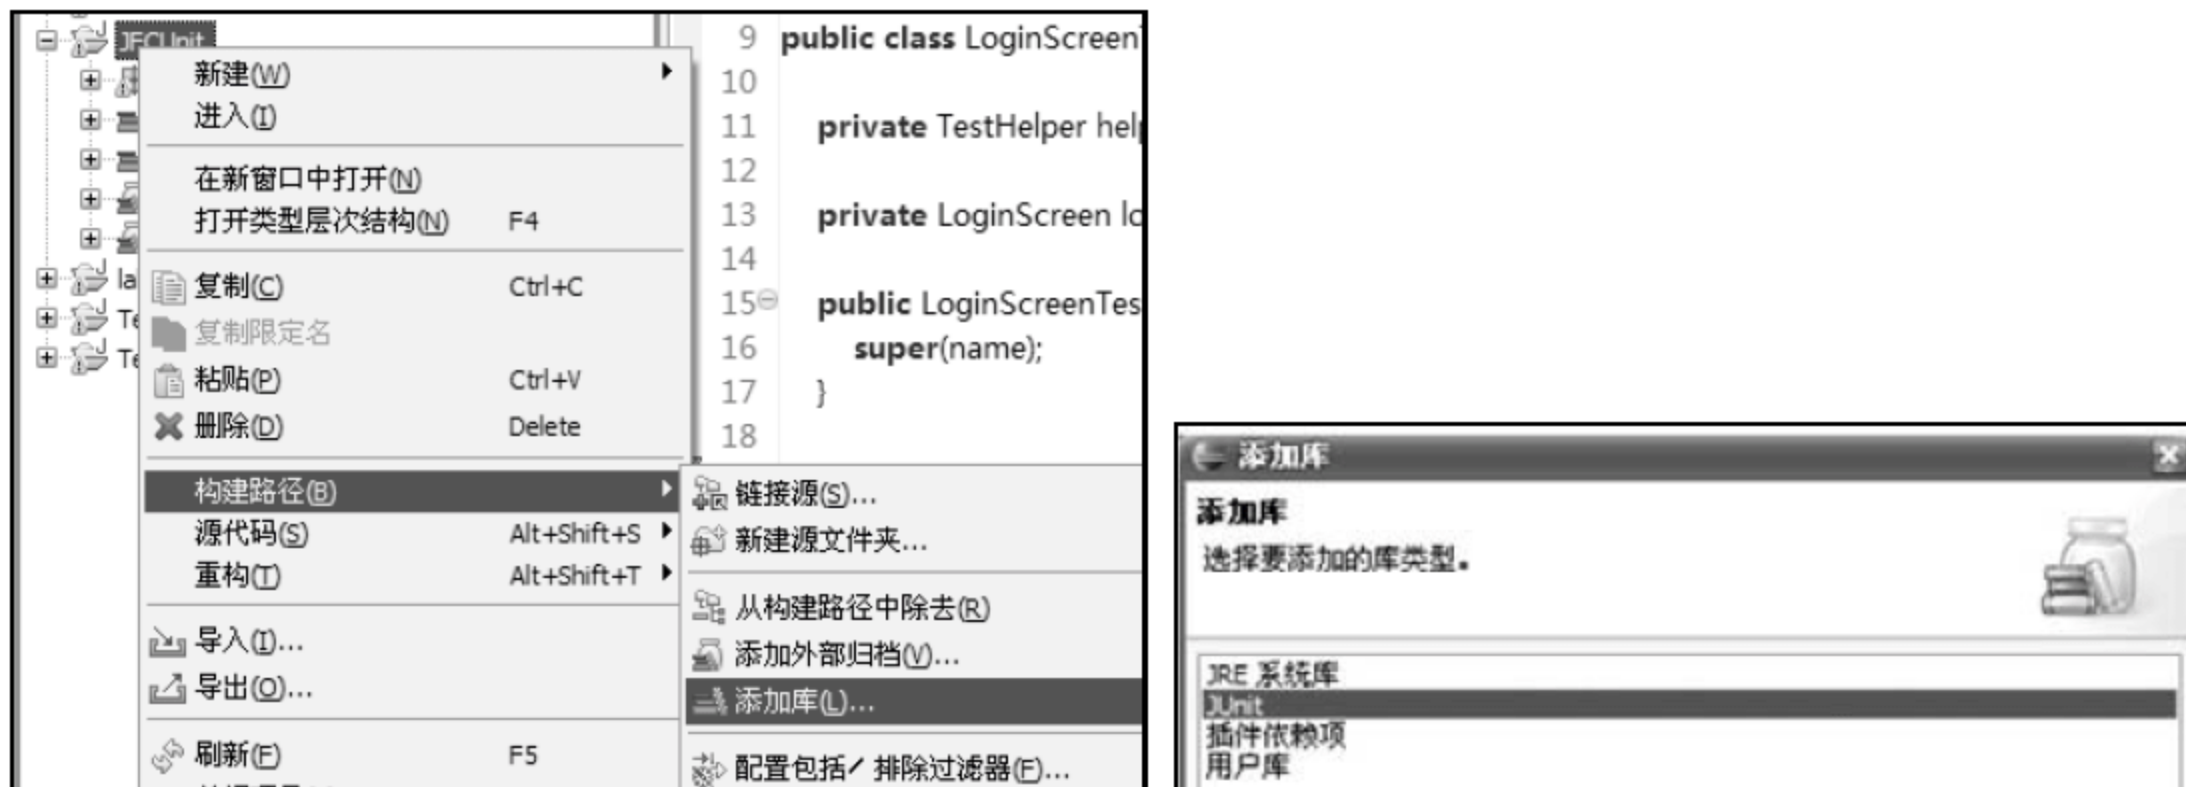 JFCUnit
新建(W)
进入(I)
在新窗口中打开(N)
打开类型层次结构(N) F4
复制(C) Ctrl+C
复制限定名
粘贴(P) Ctrl+V
删除(D) Delete
构建路径(B)
源代码(S) Alt+Shift+S
重构(T) Alt+Shift+T
导入(I)...
导出(O)...
刷新(F) F5
la
Te
Te
9 public class LoginScreen
10
11 private TestHelper help
12
13 private LoginScreen lo
14
15 public LoginScreenTes
16 super(name);
17 }
18
链接源(S)...
新建源文件夹...
从构建路径中除去(R)
添加外部归档(V)...
添加库(L)...
配置包括/ 排除过滤器(F)...
添加库
添加库
选择要添加的库类型。
JRE 系统库
JUnit
插件依赖项
用户库